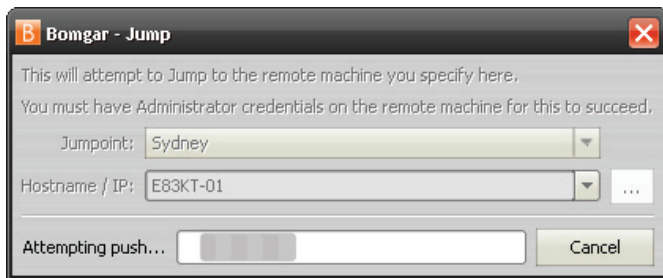 B Bomgar - Jump
This will attempt to Jump to the remote machine you specify here.
You must have Administrator credentials on the remote machine for this to succeed.
Jumpoint: Sydney
Hostname / IP: E83KT-01 ...
Attempting push... Cancel